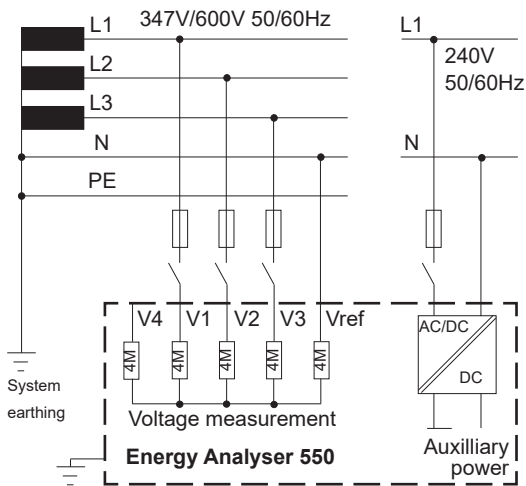 L1
347V/600V 50/60Hz
L2
L3
N
PE
L1
240V
50/60Hz
N
V4
V1
V2
V3
Vref
4M
4M
4M
4M
4M
AC/DC
DC
System
earthing
Voltage measurement
Energy Analyser 550
Auxilliary
power